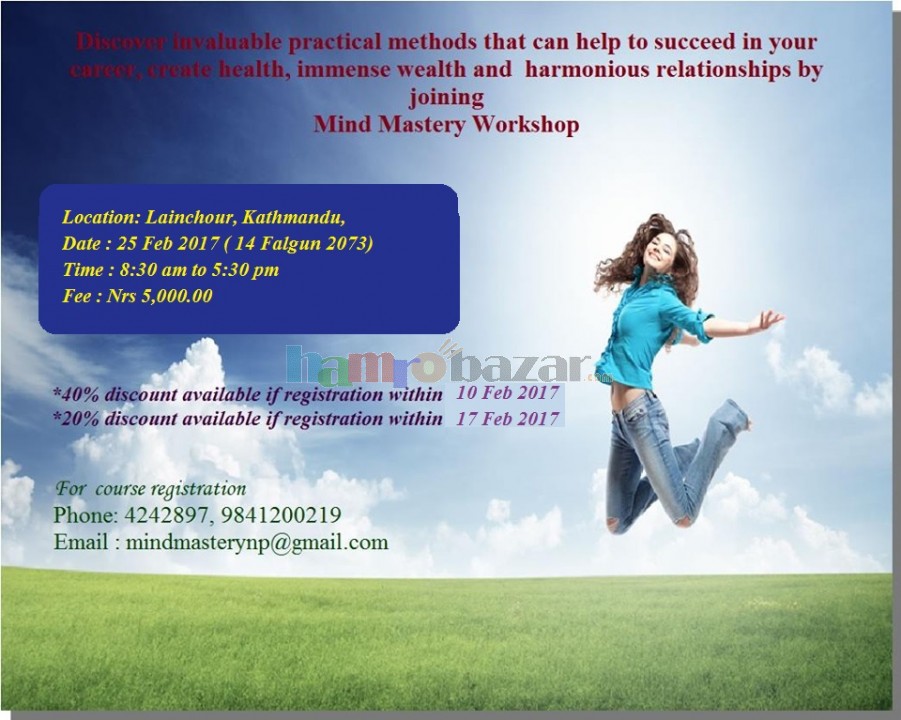 Discover invaluable practical methods that can help to succeed in your
career, create health, immense wealth and harmonious relationships by
joining
Mind Mastery Workshop
Location: Lainchour, Kathmandu,
Date : 25 Feb 2017 ( 14 Falgun 2073)
Time : 8:30 am to 5:30 pm
Fee : Nrs 5,000.00
hamrobazar.com
*40% discount available if registration within 10 Feb 2017
*20% discount available if registration within 17 Feb 2017
For course registration
Phone: 4242897, 9841200219
Email : mindmasterynp@gmail.com